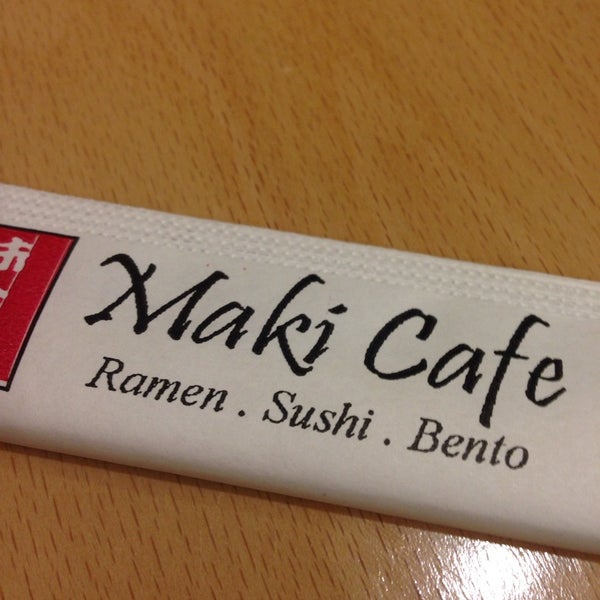 Maki Cafe
Ramen . Sushi . Bento